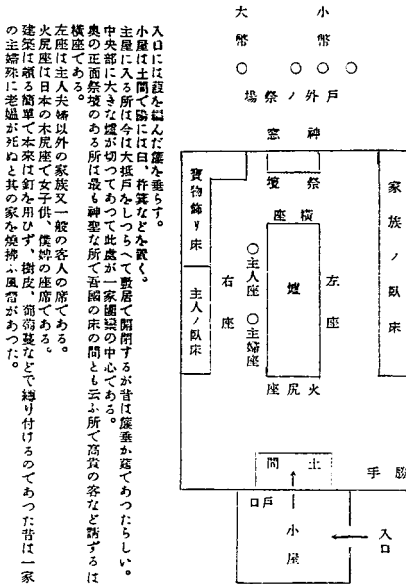 小幣
大幣
戸外ノ祭場
神窓
祭壇
横座
家族ノ臥床
寶物飾リ床
主人ノ臥床
左座
爐
右座
主人座
主婦座
火尻座
土間
勝手
戸口
小屋
入口
入口には葭を編んだ簾を垂らす。
小屋は土間で隣には臼、杵箕などを置く。
主屋に入る所は今は大抵戸をしつらへて敷居で開閉するが昔は簾垂か筵であつたらしい。
中央部に大きな爐が切つてあつて此處が一家團欒の中心である。
奥の正面祭壇のある所は最も神聖な所で吾國の床の間とも云ふ所で高貴の客など請ずるは
横座である。
左座は主人夫婦以外の家族又一般の客人の席である。
火尻座は日本の木尻座で女子供、僕婢の座席である。
建築は頗る簡單で本來は釘を用ひず、樹皮、葡萄蔓などで縛り付けるのであつた昔は一家
の主婦殊に老媼が死ぬと其の家を燒拂ふ風習があつた。